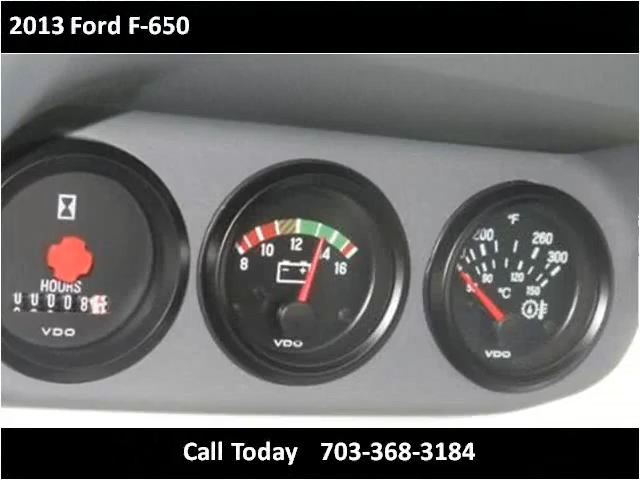 2013 Ford F-650
HOURS
VDO
8 10 12 14 16
- +
VDO
°F
200 260 300
90 120 150
°C
VDO
Call Today 703-368-3184